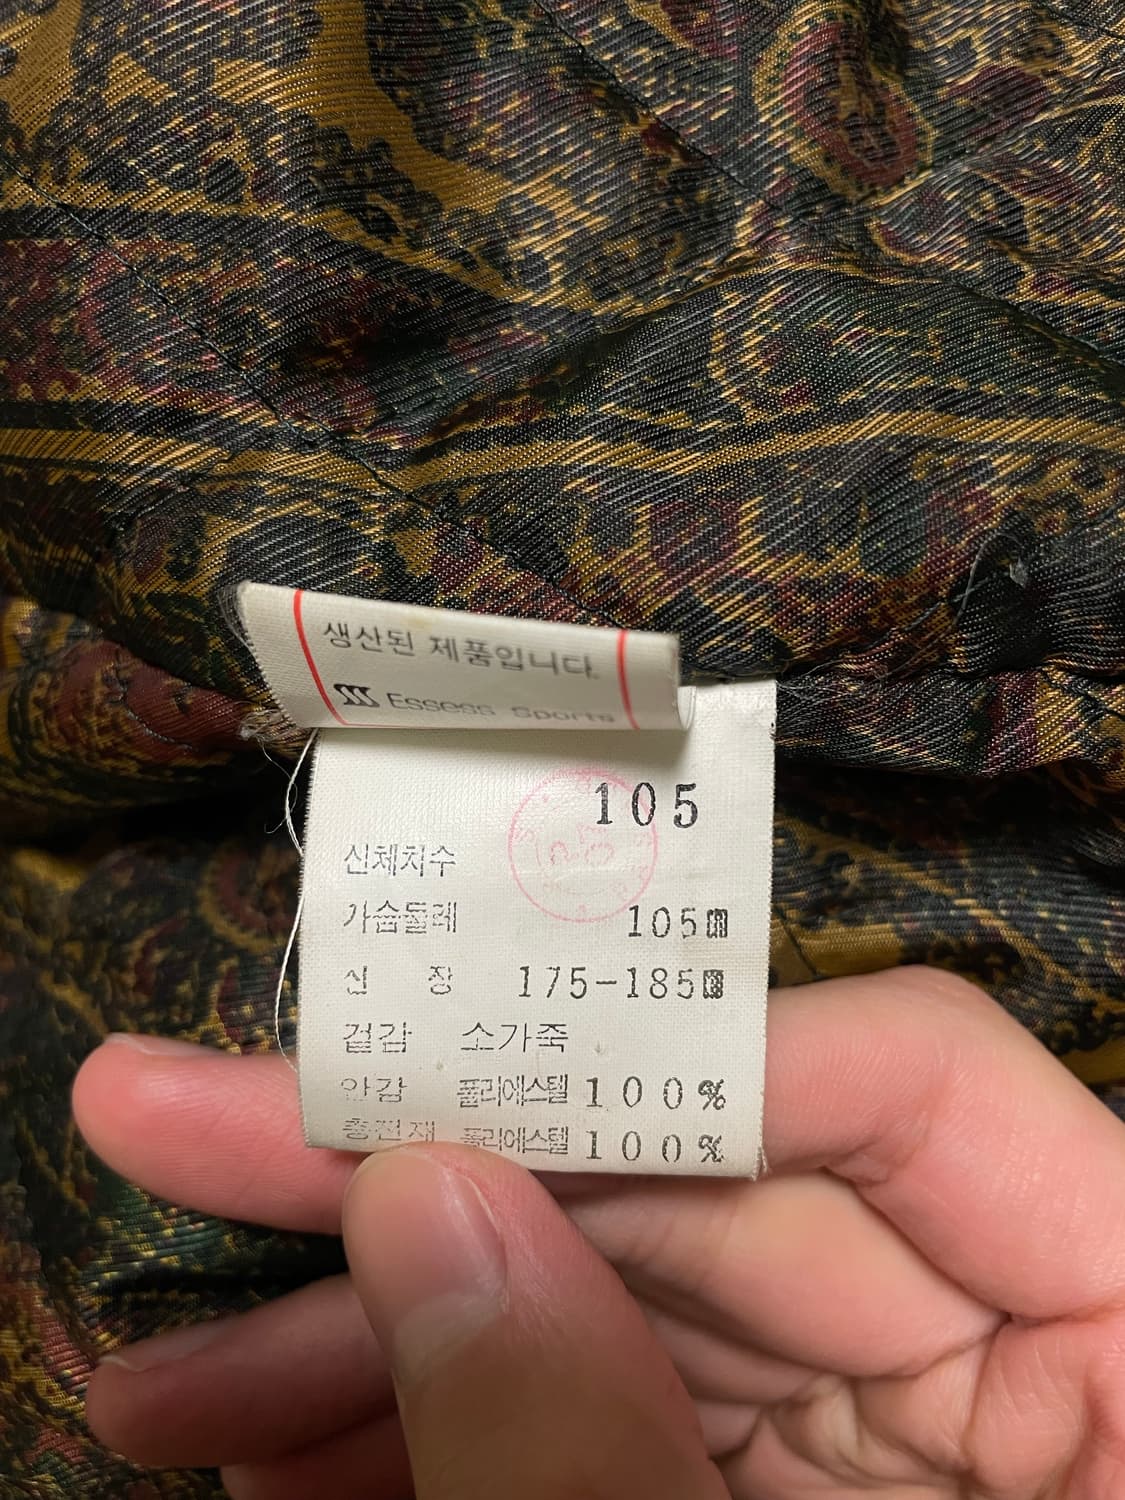 생산된 제품입니다.
Essess Sports
105
신체치수
가슴둘레 105㎝
신 장 175-185㎝
겉감 소가죽
안감 폴리에스텔 100%
충전재 폴리에스텔 100%